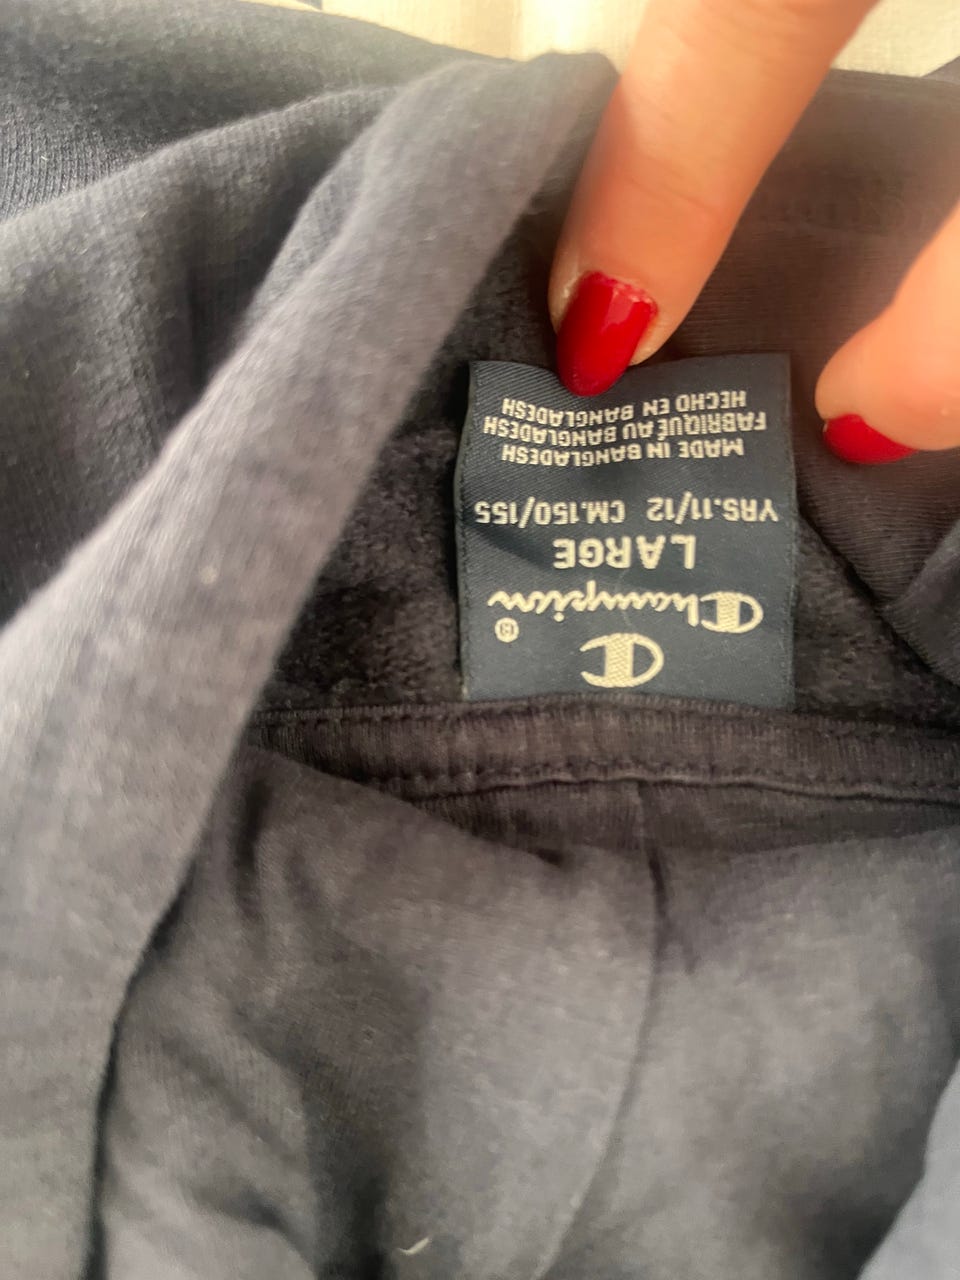 Champion®
LARGE
YRS.11/12 CM.150/155
MADE IN BANGLADESH
FABRIQUÉ AU BANGLADESH
HECHO EN BANGLADESH